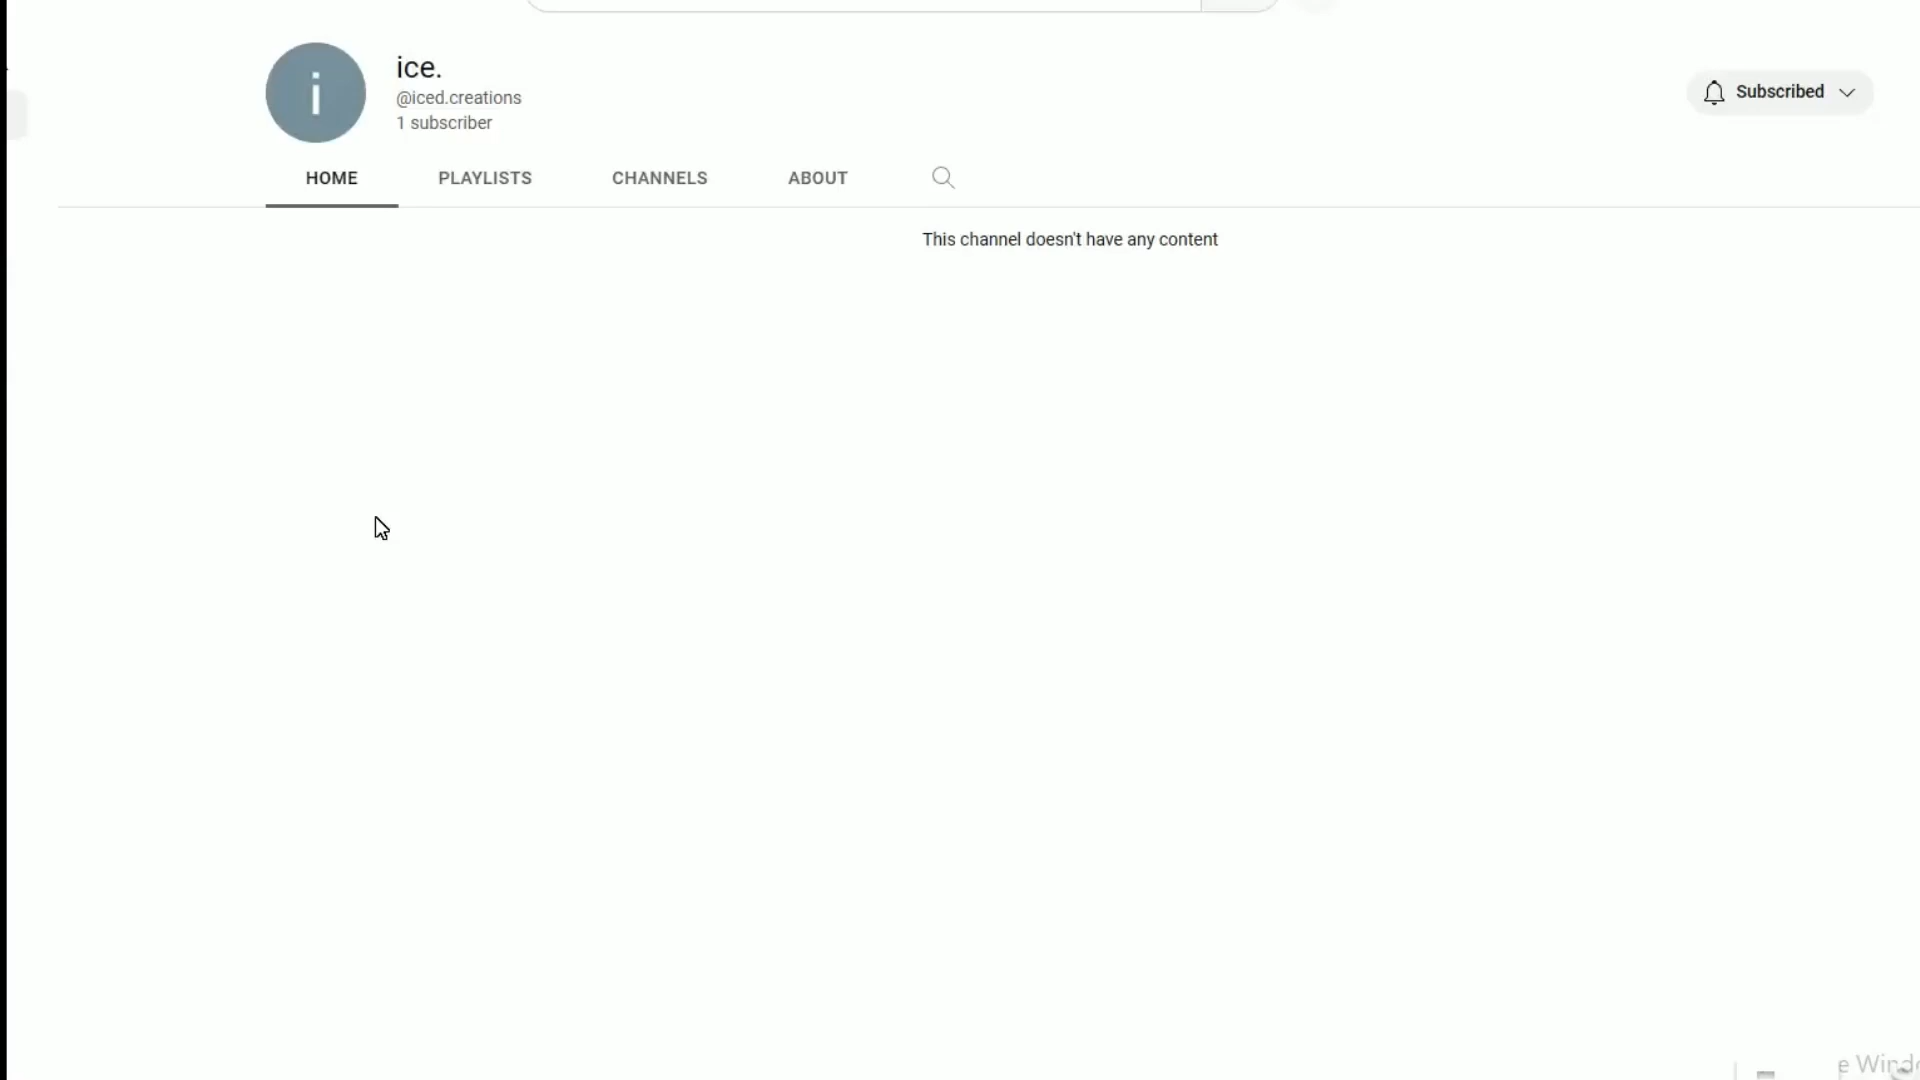 i
ice.
@iced.creations
1 subscriber
Subscribed
HOME
PLAYLISTS
CHANNELS
ABOUT
This channel doesn't have any content